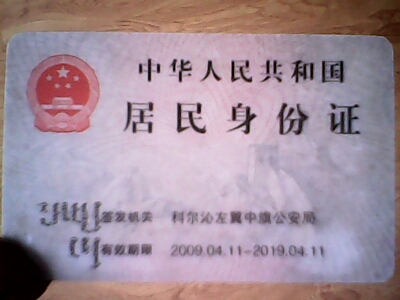 中华人民共和国
居民身份证
签发机关 科尔沁左翼中旗公安局
有效期限 2009.04.11-2019.04.11